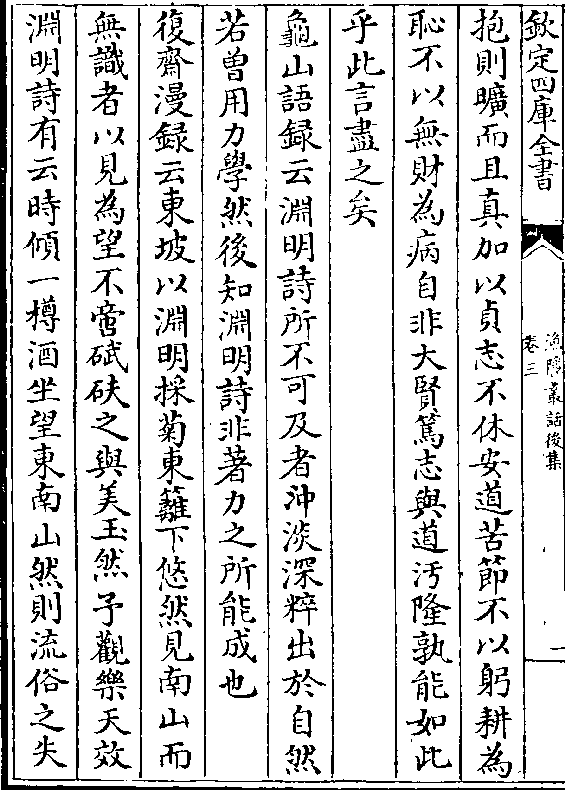 欽定四庫全書
漁隱叢話後集
卷三
一
抱則曠而且真加以貞志不休安道苦節不以躬耕為
恥不以無財為病自非大賢篤志與道汚隆孰能如此
乎此言盡之矣
龜山語録云淵明詩所不可及者沖淡深粹出於自然
若曽用力學然後知淵明詩非著力之所能成也
復齋漫録云東坡以淵明採菊東籬下悠然見南山而
無識者以見為望不啻碔砆之與美玉然予觀樂天效
淵明詩有云時傾一樽酒坐望東南山然則流俗之失